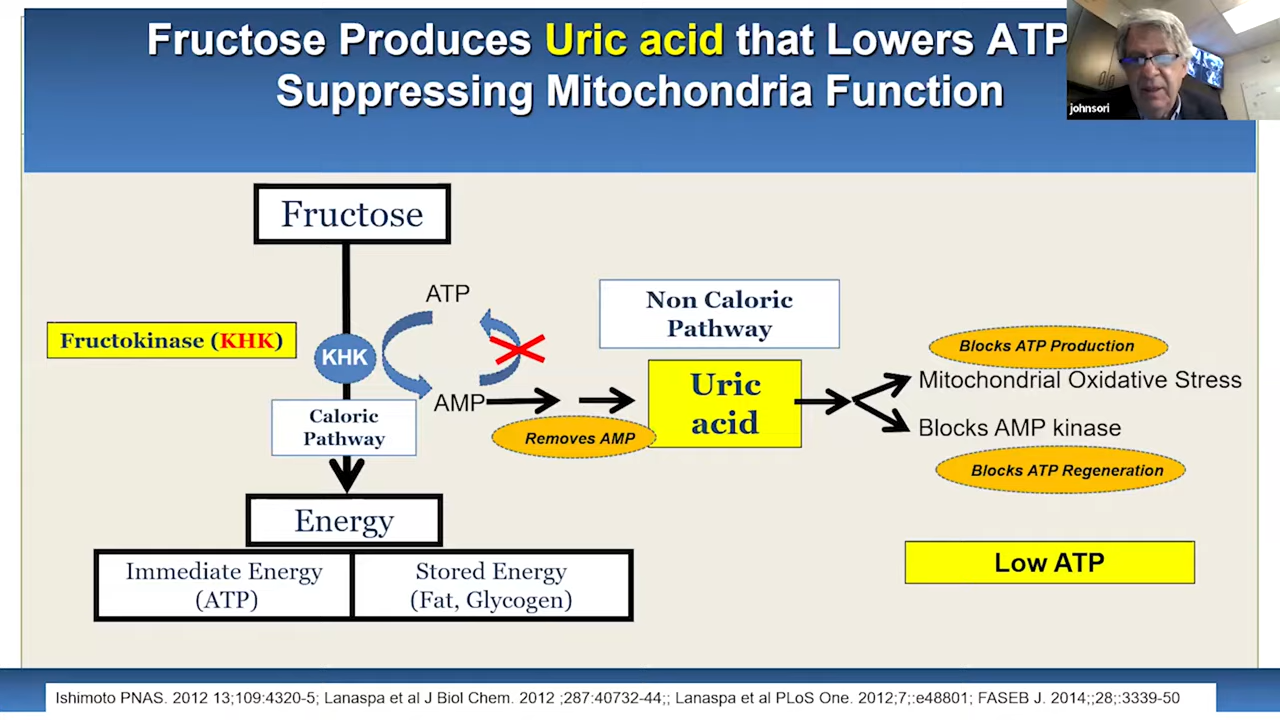 Fructose Produces Uric acid that Lowers ATP
Suppressing Mitochondria Function
johnsori
Fructose
ATP
Non Caloric
Pathway
Fructokinase (KHK)
KHK
Blocks ATP Production
Mitochondrial Oxidative Stress
Uric
acid
AMP
Caloric
Pathway
Removes AMP
Blocks AMP kinase
Blocks ATP Regeneration
Energy
Immediate Energy
(ATP)
Stored Energy
(Fat, Glycogen)
Low ATP
Ishimoto PNAS. 2012 13;109:4320-5; Lanaspa et al J Biol Chem. 2012 ;287:40732-44;; Lanaspa et al PLoS One. 2012;7;:e48801; FASEB J. 2014;;28;:3339-50